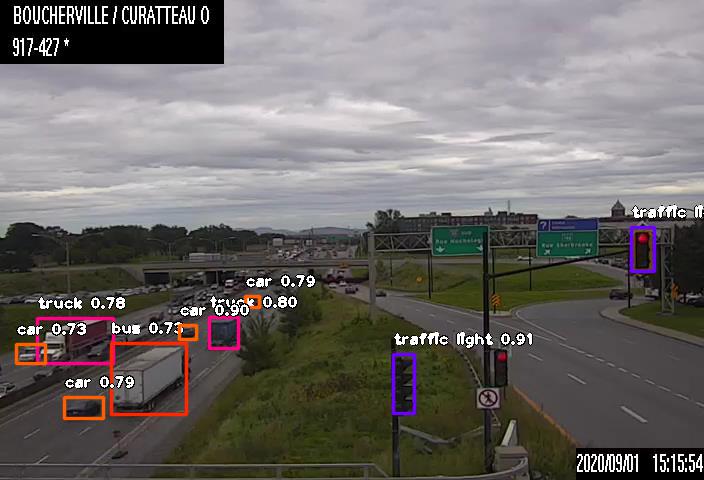 BOUCHERVILLE / CURATTEAU O
917-427 *
Rue Hochelaga
Rue Sherbrooke
traffic li
car 0.79
truck 0.78
truck 0.80
car 0.90
car 0.73
bus 0.73
traffic light 0.91
car 0.79
2020/09/01 15:15:54